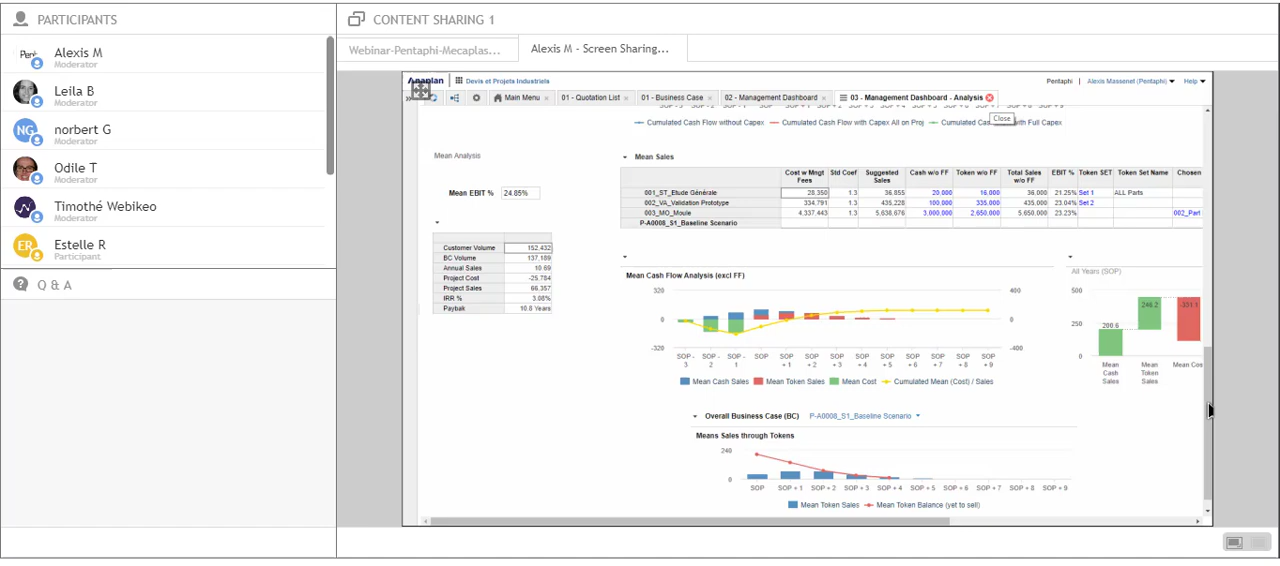 PARTICIPANTS
Alexis M
Moderator
Leila B
Moderator
NG
norbert G
Moderator
Odile T
Moderator
Timothé Webikeo
Moderator
ER
Estelle R
Participant
Q & A
CONTENT SHARING 1
Webinar-Pentaphi-Mecaplas...
Alexis M - Screen Sharing...
Devis et Projets Industriels
Pentaphi | Alexis Massenet (Pentaphi) Help
Main Menu
01 - Quotation List
01 - Business Case
02 - Management Dashboard
03 - Management Dashboard - Analysis
Close
Cumulated Cash Flow without Capex
Cumulated Cash Flow with Capex All on Proj
Cumulated Cas with Full Capex
Mean Analysis
Mean EBIT % 24.85%
Customer Volume 152,432
BC Volume 137,189
Annual Sales 10.69
Project Cost -25,784
Project Sales 66,357
IRR % 3.08%
Paybak 10.8 Years
Mean Sales
Cost w Mngt Fees Std Coef Suggested Sales Cash w/o FF Token w/o FF Total Sales w/o FF EBIT % Token SET Token Set Name Chosen
001_ST_Etude Générale 28,350 1.3 36,855 20,000 16,000 36,000 21.25% Set 1 ALL Parts
002_VA_Validation Prototype 334,791 1.3 435,228 100,000 335,000 435,000 23.04% Set 2
003_MO_Moule 4,337,443 1.3 5,638,676 3,000,000 2,650,000 5,650,000 23.23% 002_Part
P-A0008_S1_Baseline Scenario
Mean Cash Flow Analysis (excl FF)
320 400
0 0
-320 -400
SOP - 3 SOP - 2 SOP - 1 SOP SOP + 1 SOP + 2 SOP + 3 SOP + 4 SOP + 5 SOP + 6 SOP + 7 SOP + 8 SOP + 9
Mean Cash Sales Mean Token Sales Mean Cost Cumulated Mean (Cost) / Sales
All Years (SOP)
500
250
0
200.6
246.2
-331.1
Mean Cash Sales
Mean Token Sales
Mean Cos
Overall Business Case (BC) P-A0008_S1_Baseline Scenario
Means Sales through Tokens
240
0
SOP SOP + 1 SOP + 2 SOP + 3 SOP + 4 SOP + 5 SOP + 6 SOP + 7 SOP + 8 SOP + 9
Mean Token Sales Mean Token Balance (yet to sell)